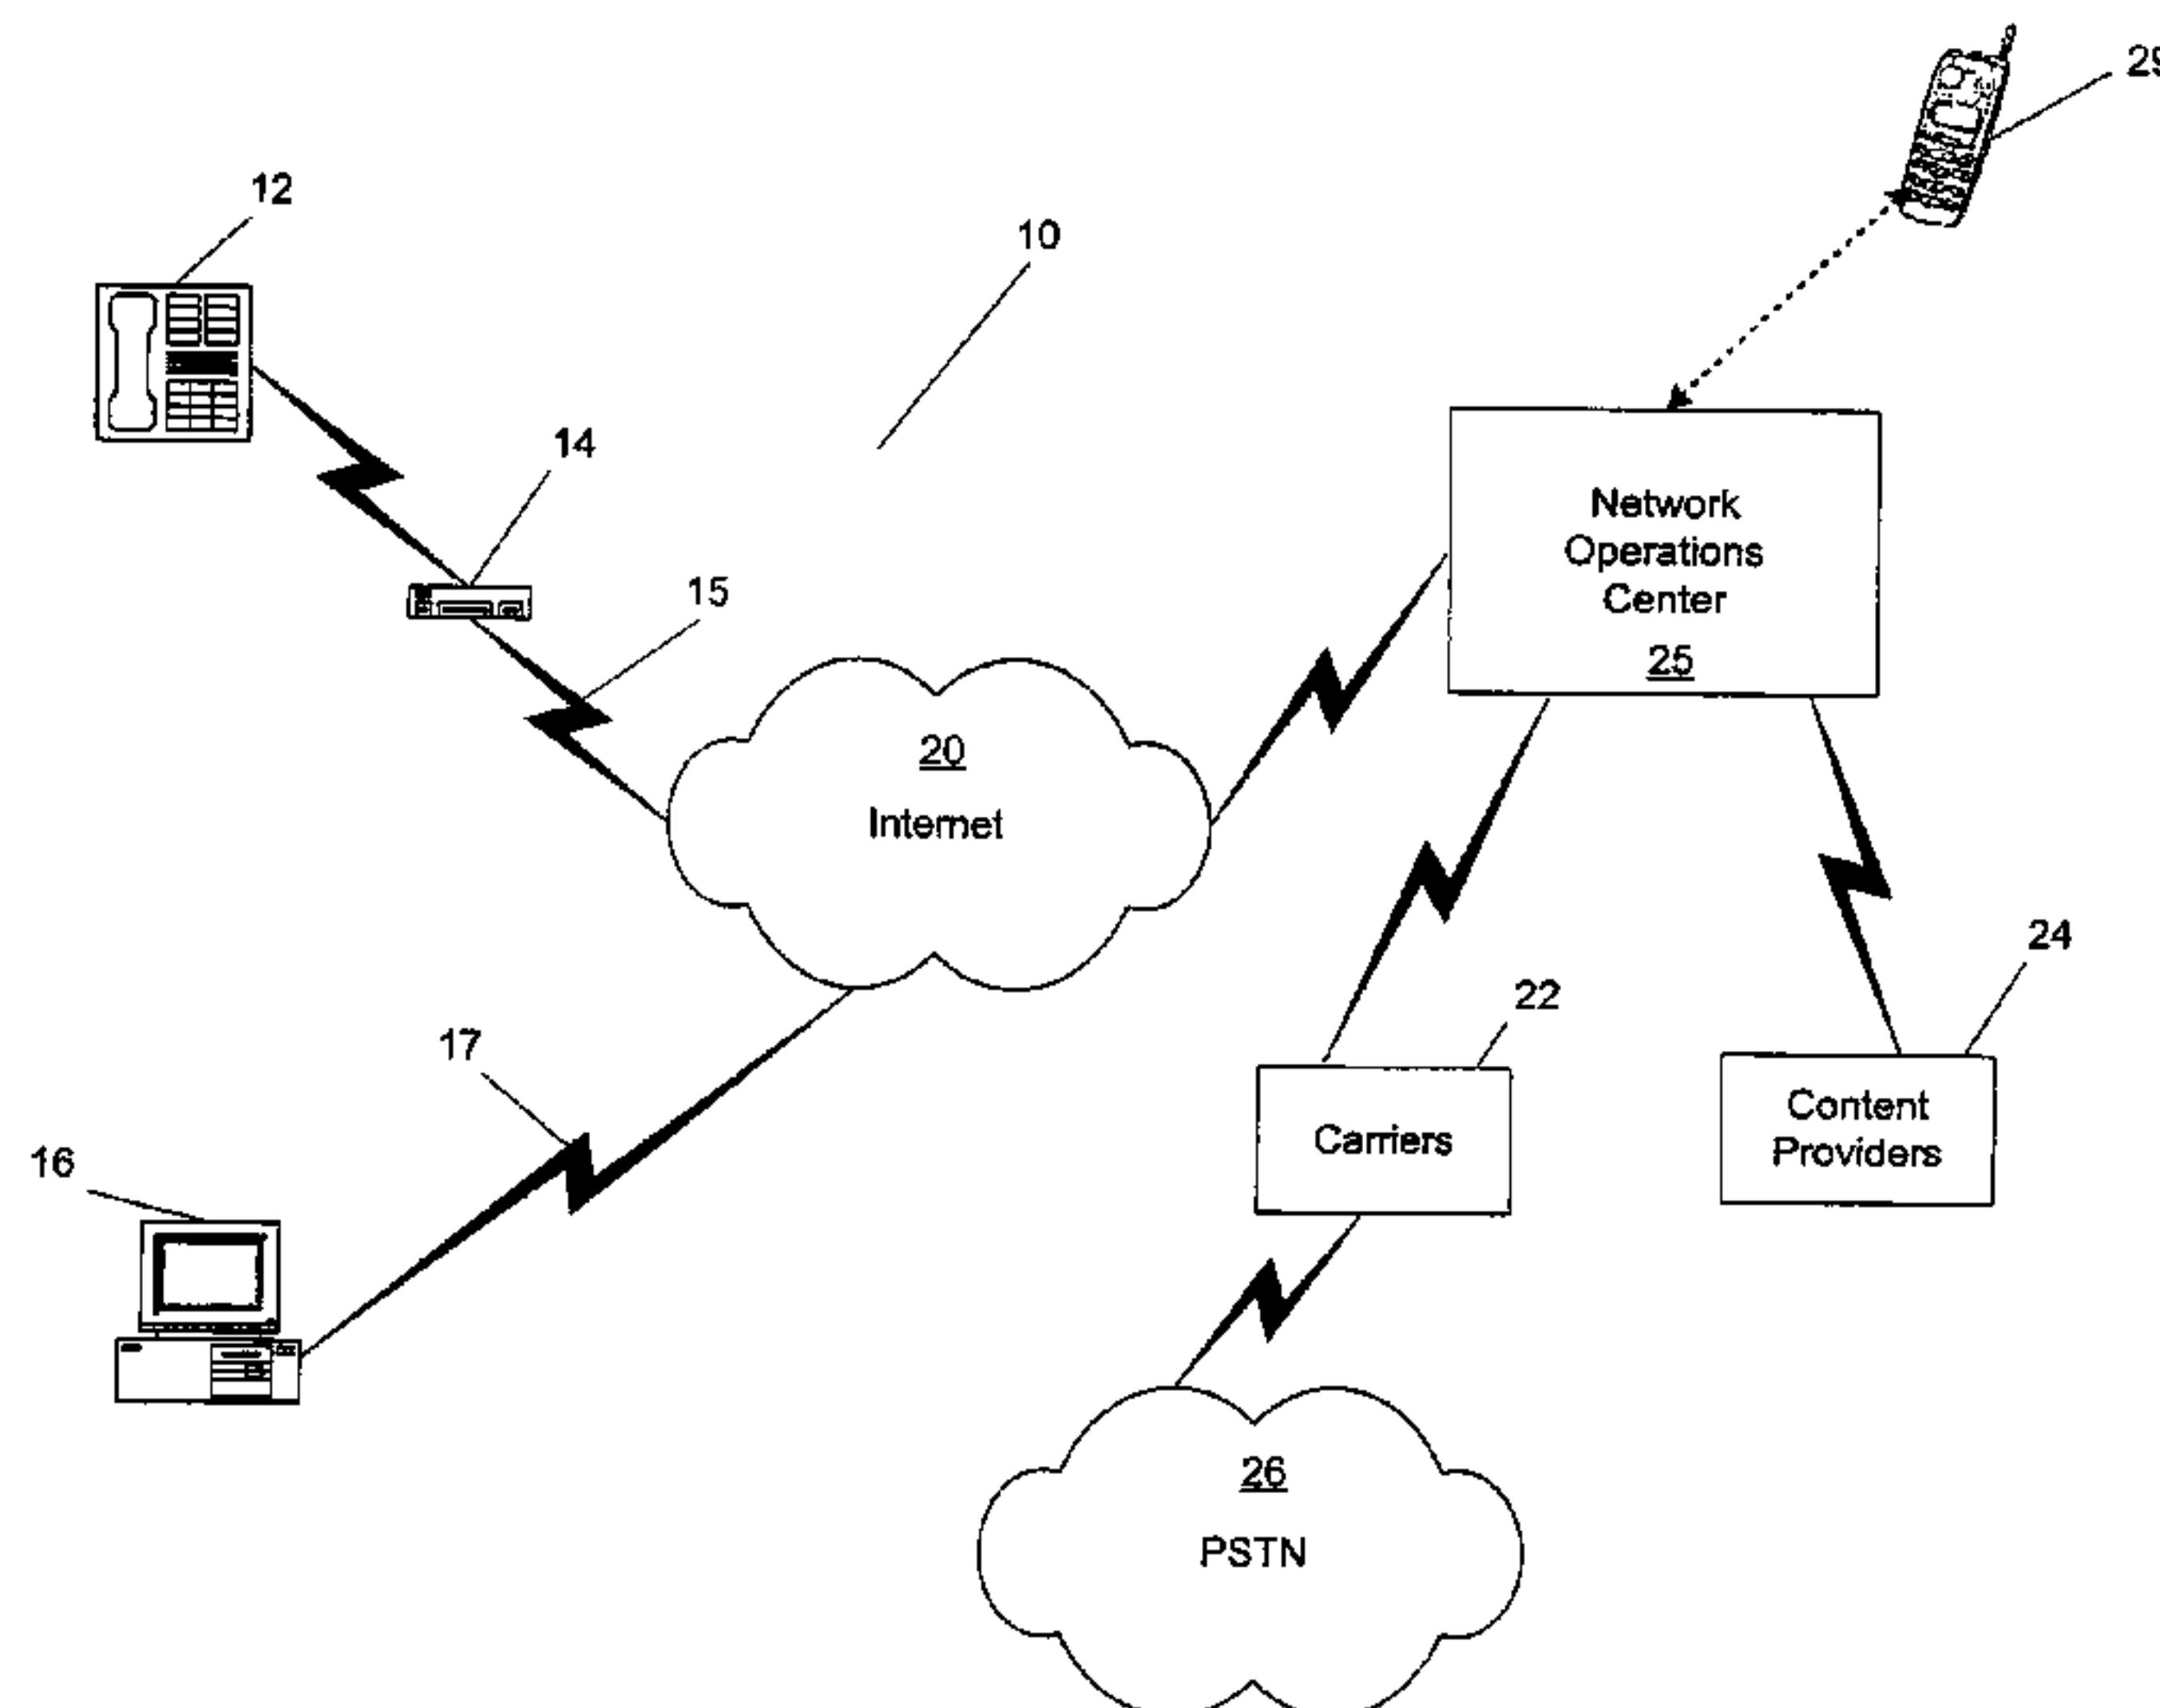 29
12
10
14
Network
Operations
Center
25
15
20
Internet
24
22
17
Content
Providers
Carriers
16
26
PSTN